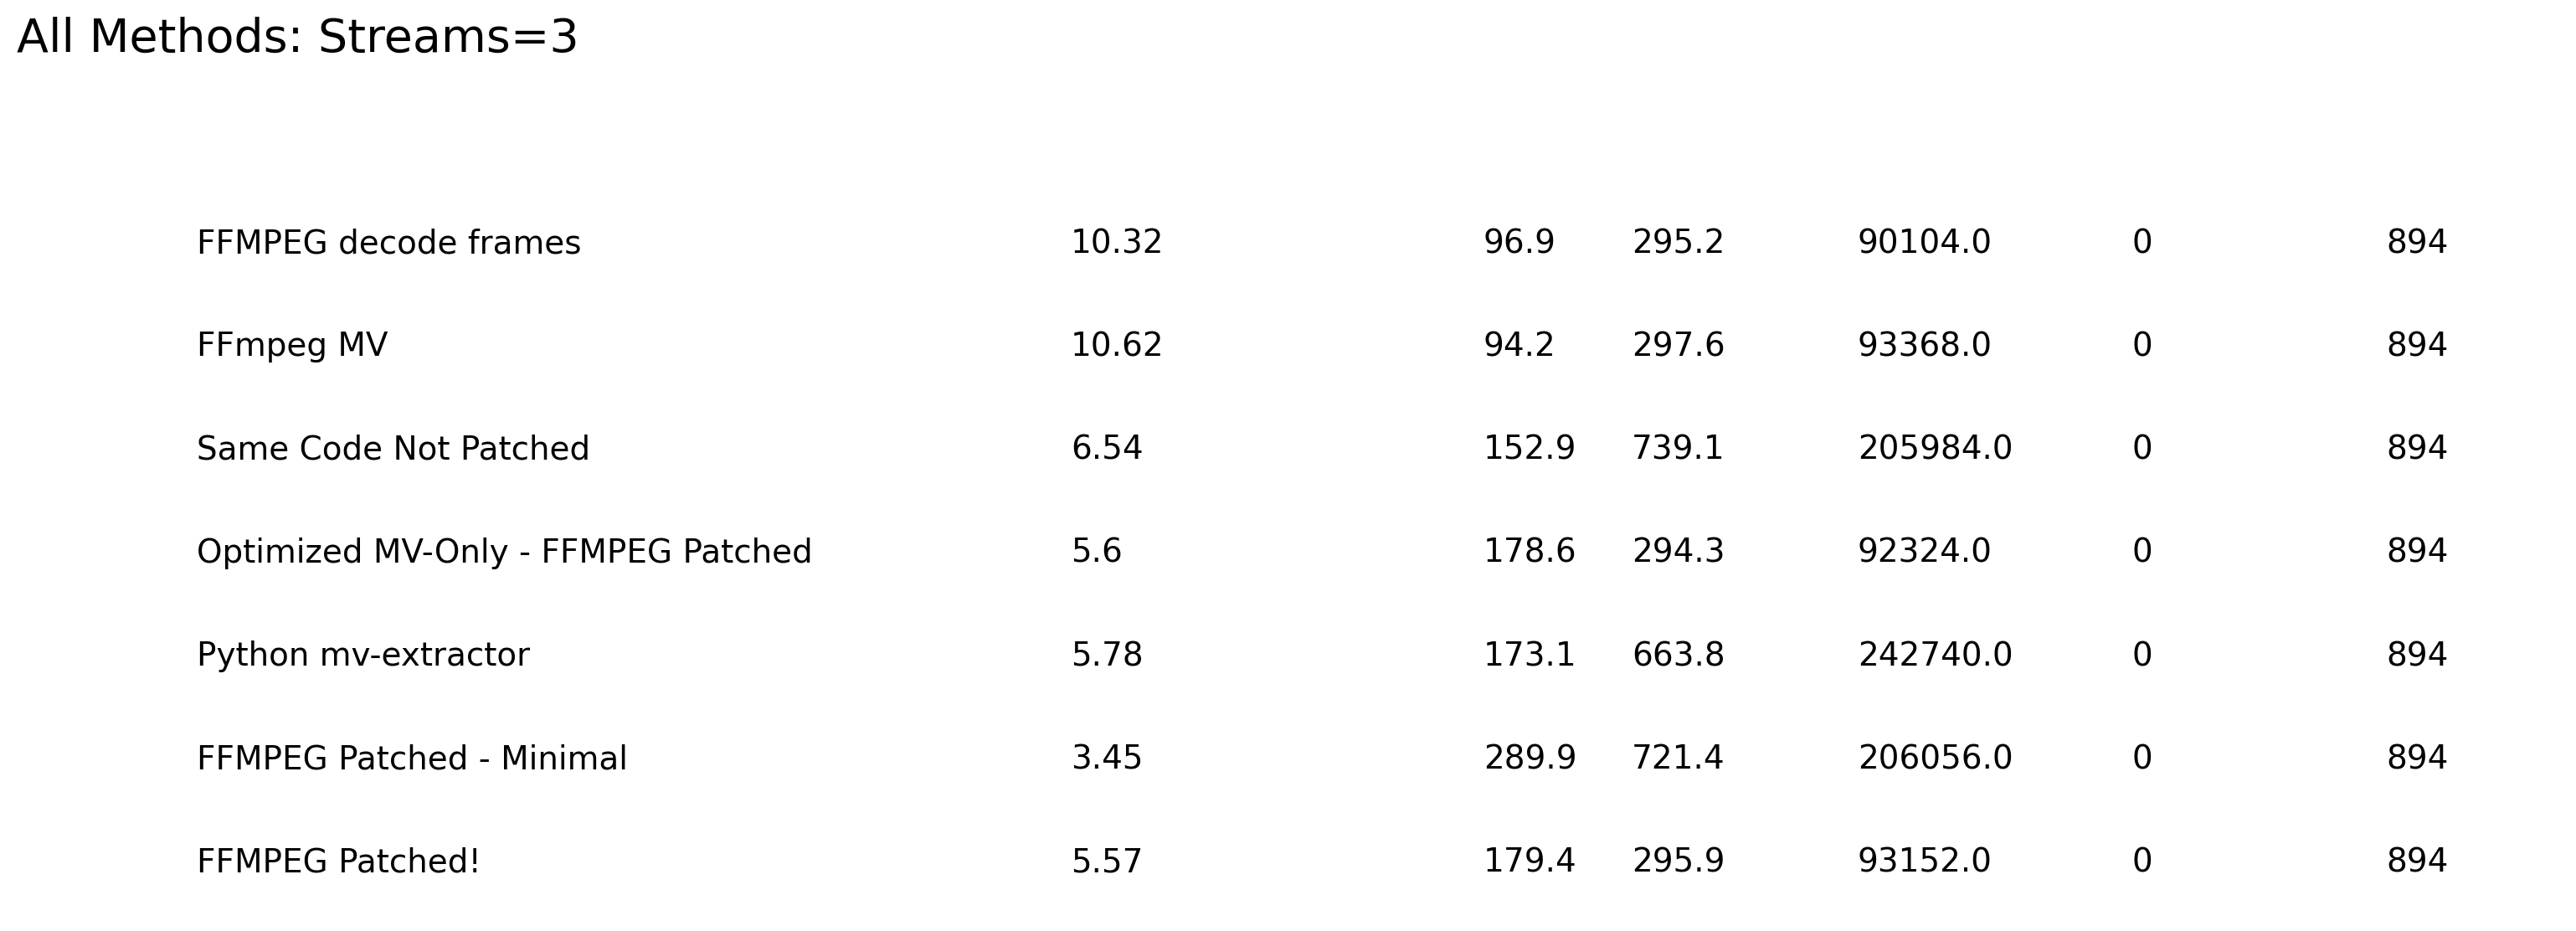 All Methods: Streams=3
FFMPEG decode frames 10.32 96.9 295.2 90104.0 0 894
FFmpeg MV 10.62 94.2 297.6 93368.0 0 894
Same Code Not Patched 6.54 152.9 739.1 205984.0 0 894
Optimized MV-Only - FFMPEG Patched 5.6 178.6 294.3 92324.0 0 894
Python mv-extractor 5.78 173.1 663.8 242740.0 0 894
FFMPEG Patched - Minimal 3.45 289.9 721.4 206056.0 0 894
FFMPEG Patched! 5.57 179.4 295.9 93152.0 0 894